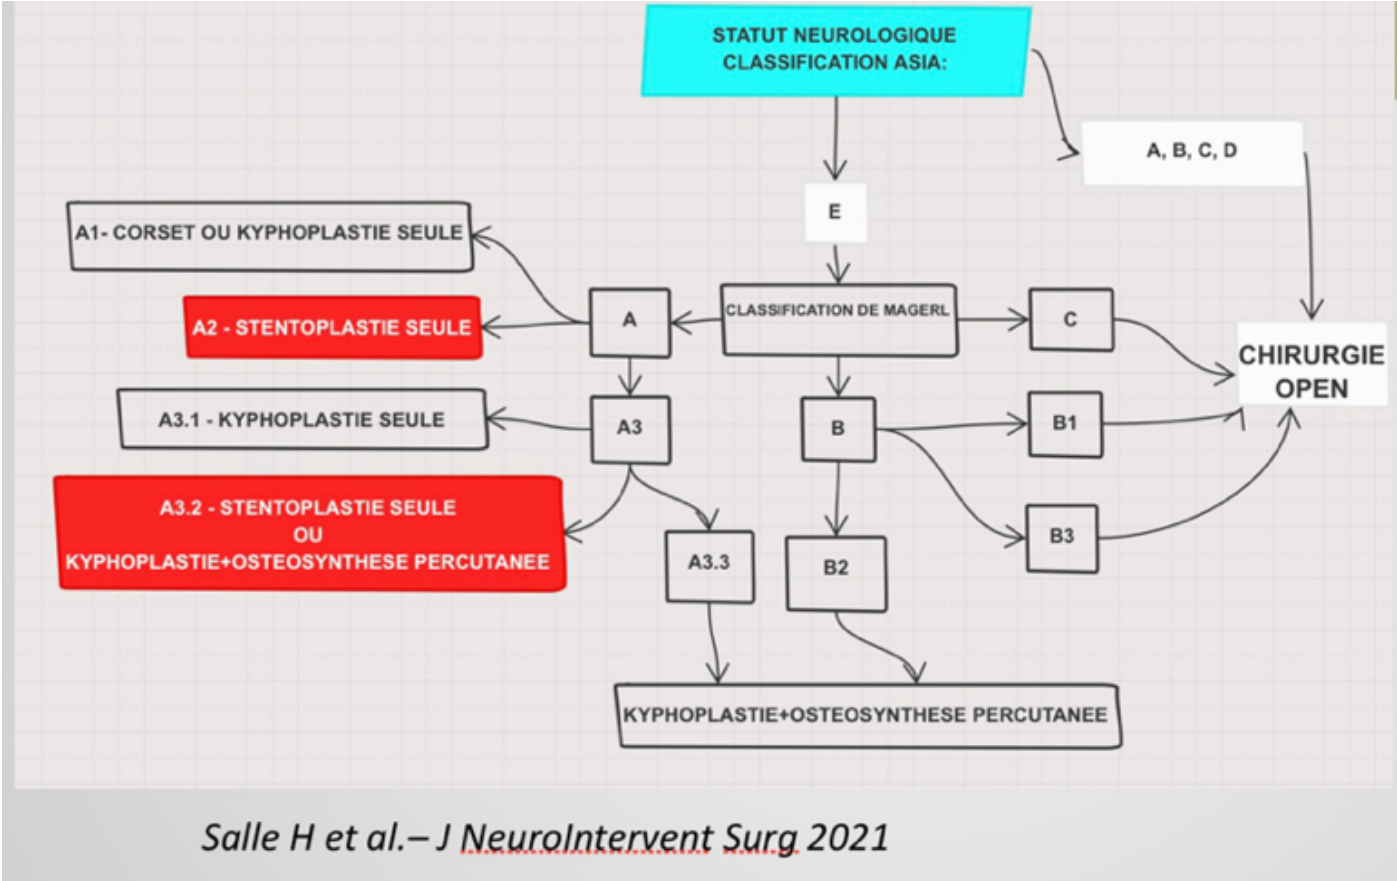 STATUT NEUROLOGIQUE
CLASSIFICATION ASIA:
A, B, C, D
E
A1- CORSET OU KYPHOPLASTIE SEULE
A2 - STENTOPLASTIE SEULE
A
CLASSIFICATION DE MAGERL
C
CHIRURGIE
OPEN
A3.1 - KYPHOPLASTIE SEULE
A3
B
B1
A3.2 - STENTOPLASTIE SEULE
OU
KYPHOPLASTIE+OSTEOSYNTHESE PERCUTANEE
A3.3
B2
B3
KYPHOPLASTIE+OSTEOSYNTHESE PERCUTANEE
Salle H et al.– J NeuroIntervent Surg 2021